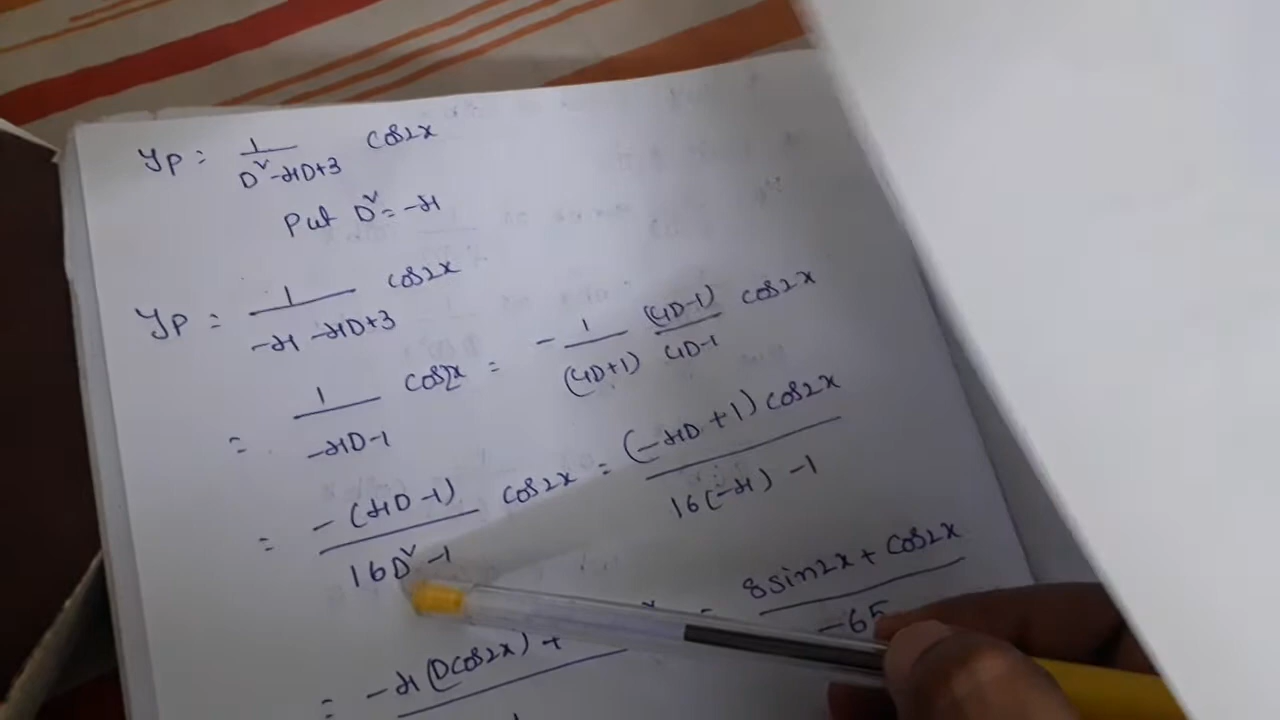 yp = 1/(D² - 4D + 3) cos2x
Put D² = -4
yp = 1/(-4 - 4D + 3) cos2x
= 1/(-4D - 1) cos2x = - 1/(4D+1) (4D-1)/(4D-1) cos2x
= -(4D - 1)/(16D² - 1) cos2x = (-4D + 1) cos2x/(16(-4) - 1)
= -4(Dcos2x) + = 8sin2x + cos2x/-65